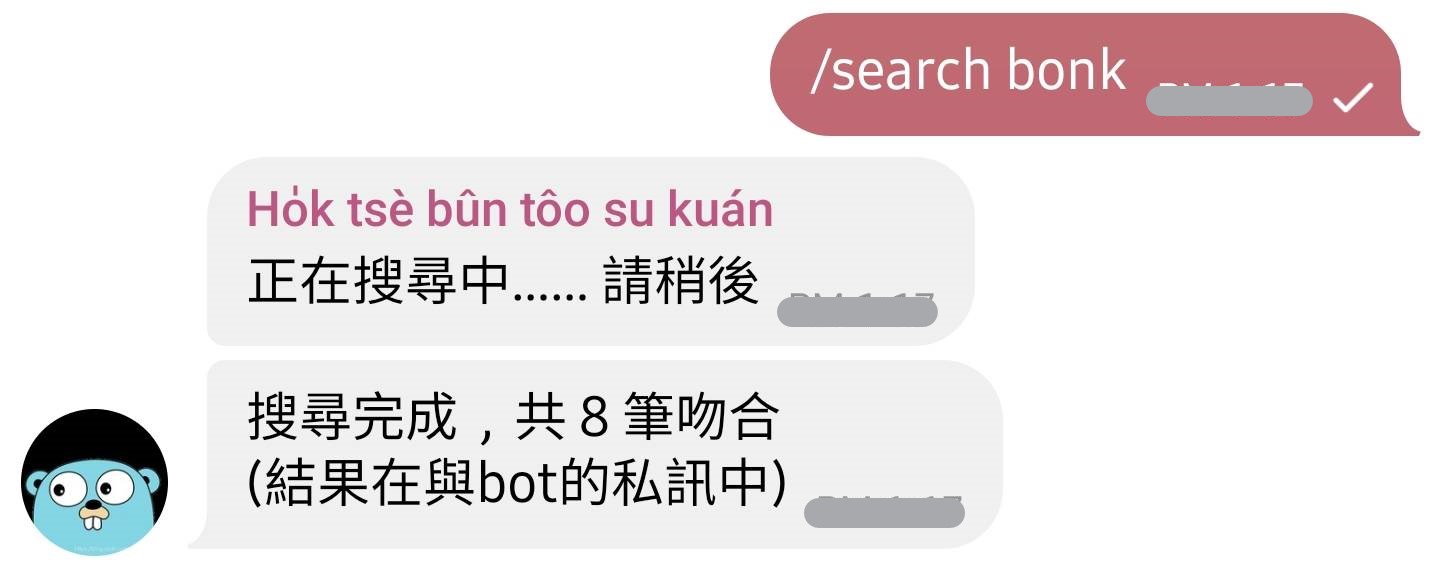 /search bonk
Ho̍k tsè bûn tôo su kuán
正在搜尋中...... 請稍後
搜尋完成，共 8 筆吻合
(結果在與bot的私訊中)